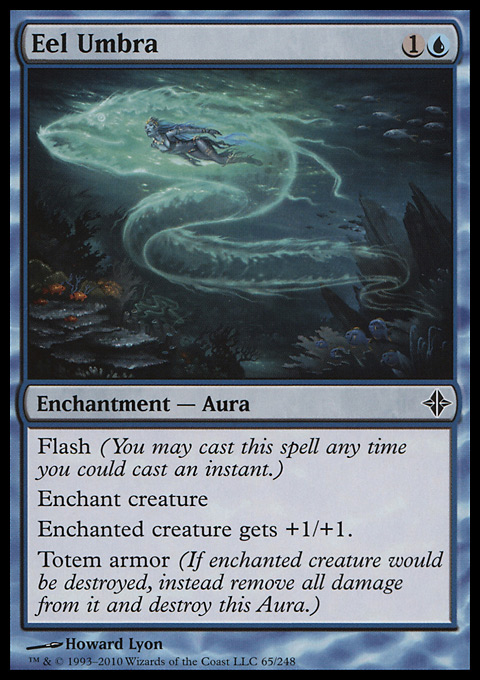 Eel Umbra 1
Enchantment — Aura
Flash (You may cast this spell any time
you could cast an instant.)
Enchant creature
Enchanted creature gets +1/+1.
Totem armor (If enchanted creature would
be destroyed, instead remove all damage
from it and destroy this Aura.)
Howard Lyon
™ & © 1993–2010 Wizards of the Coast LLC 65/248